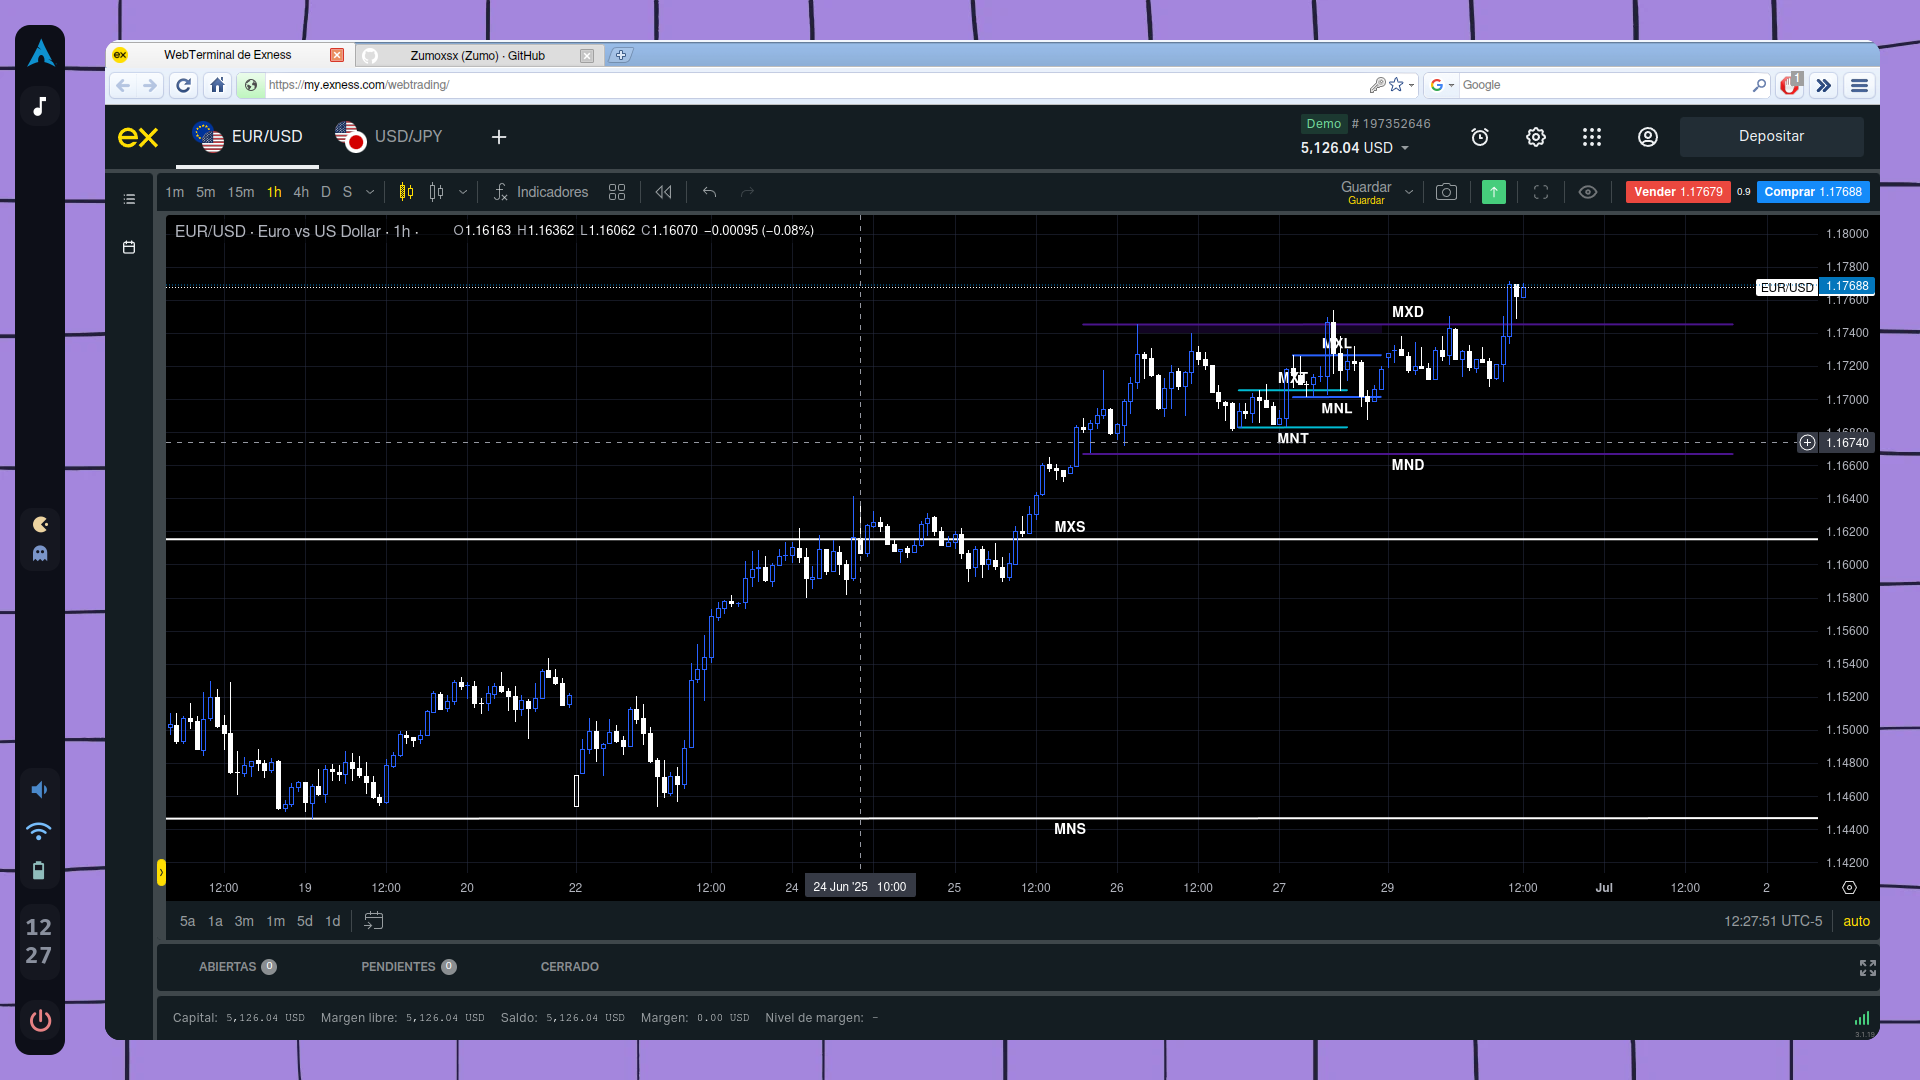 WebTerminal de Exness
Zumoxsx (Zumo) · GitHub
https://my.exness.com/webtrading/
Google
1
ex
EUR/USD
USD/JPY
Demo # 197352646
5,126.04 USD
Depositar
1m 5m 15m 1h 4h D S
Indicadores
Guardar
Guardar
Vender 1.17679
0.9
Comprar 1.17688
EUR/USD · Euro vs US Dollar · 1h ·
O1.16163 H1.16362 L1.16062 C1.16070 −0.00095 (−0.08%)
1.18000
1.17800
EUR/USD 1.17688
1.17600
1.17400
1.17200
1.17000
1.16740
1.16600
1.16400
1.16200
1.16000
1.15800
1.15600
1.15400
1.15200
1.15000
1.14800
1.14600
1.14400
1.14200
MXD
MXL
MXT
MNL
MNT
MND
MXS
MNS
12:00 19 12:00 20 22 12:00 24 24 Jun '25 10:00 25 12:00 26 12:00 27 29 12:00 Jul 12:00 2
5a 1a 3m 1m 5d 1d
12:27:51 UTC-5
auto
ABIERTAS 0
PENDIENTES 0
CERRADO
Capital: 5,126.04 USD Margen libre: 5,126.04 USD Saldo: 5,126.04 USD Margen: 0.00 USD Nivel de margen: –
12
27